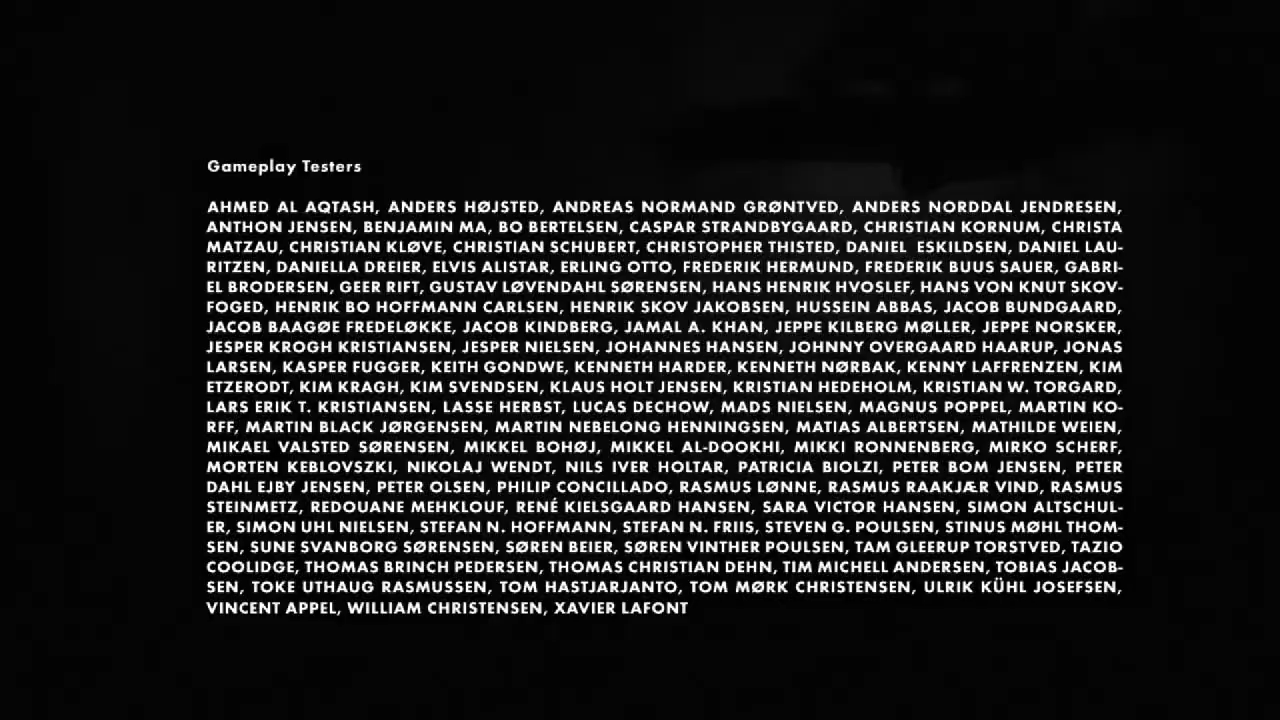 Gameplay Testers
AHMED AL AQTASH, ANDERS HØJSTED, ANDREAS NORMAND GRØNTVED, ANDERS NORDDAL JENDRESEN,
ANTHON JENSEN, BENJAMIN MA, BO BERTELSEN, CASPAR STRANDBYGAARD, CHRISTIAN KORNUM, CHRISTA
MATZAU, CHRISTIAN KLØVE, CHRISTIAN SCHUBERT, CHRISTOPHER THISTED, DANIEL ESKILDSEN, DANIEL LAU-
RITZEN, DANIELLA DREIER, ELVIS ALISTAR, ERLING OTTO, FREDERIK HERMUND, FREDERIK BUUS SAUER, GABRI-
EL BRODERSEN, GEER RIFT, GUSTAV LØVENDAHL SØRENSEN, HANS HENRIK HVOSLEF, HANS VON KNUT SKOV-
FOGED, HENRIK BO HOFFMANN CARLSEN, HENRIK SKOV JAKOBSEN, HUSSEIN ABBAS, JACOB BUNDGAARD,
JACOB BAAGØE FREDELØKKE, JACOB KINDBERG, JAMAL A. KHAN, JEPPE KILBERG MØLLER, JEPPE NORSKER,
JESPER KROGH KRISTIANSEN, JESPER NIELSEN, JOHANNES HANSEN, JOHNNY OVERGAARD HAARUP, JONAS
LARSEN, KASPER FUGGER, KEITH GONDWE, KENNETH HARDER, KENNETH NØRBAK, KENNY LAFFRENZEN, KIM
ETZERODT, KIM KRAGH, KIM SVENDSEN, KLAUS HOLT JENSEN, KRISTIAN HEDEHOLM, KRISTIAN W. TORGARD,
LARS ERIK T. KRISTIANSEN, LASSE HERBST, LUCAS DECHOW, MADS NIELSEN, MAGNUS POPPEL, MARTIN KO-
RFF, MARTIN BLACK JØRGENSEN, MARTIN NEBELONG HENNINGSEN, MATIAS ALBERTSEN, MATHILDE WEIEN,
MIKAEL VALSTED SØRENSEN, MIKKEL BOHØJ, MIKKEL AL-DOOKHI, MIKKI RONNENBERG, MIRKO SCHERF,
MORTEN KEBLOVSZKI, NIKOLAJ WENDT, NILS IVER HOLTAR, PATRICIA BIOLZI, PETER BOM JENSEN, PETER
DAHL EJBY JENSEN, PETER OLSEN, PHILIP CONCILLADO, RASMUS LØNNE, RASMUS RAAKJÆR VIND, RASMUS
STEINMETZ, REDOUANE MEHKLOUF, RENÉ KIELSGAARD HANSEN, SARA VICTOR HANSEN, SIMON ALTSCHUL-
ER, SIMON UHL NIELSEN, STEFAN N. HOFFMANN, STEFAN N. FRIIS, STEVEN G. POULSEN, STINUS MØHL THOM-
SEN, SUNE SVANBORG SØRENSEN, SØREN BEIER, SØREN VINTHER POULSEN, TAM GLEERUP TORSTVED, TAZIO
COOLIDGE, THOMAS BRINCH PEDERSEN, THOMAS CHRISTIAN DEHN, TIM MICHELL ANDERSEN, TOBIAS JACOB-
SEN, TOKE UTHAUG RASMUSSEN, TOM HASTJARJANTO, TOM MØRK CHRISTENSEN, ULRIK KÜHL JOSEFSEN,
VINCENT APPEL, WILLIAM CHRISTENSEN, XAVIER LAFONT